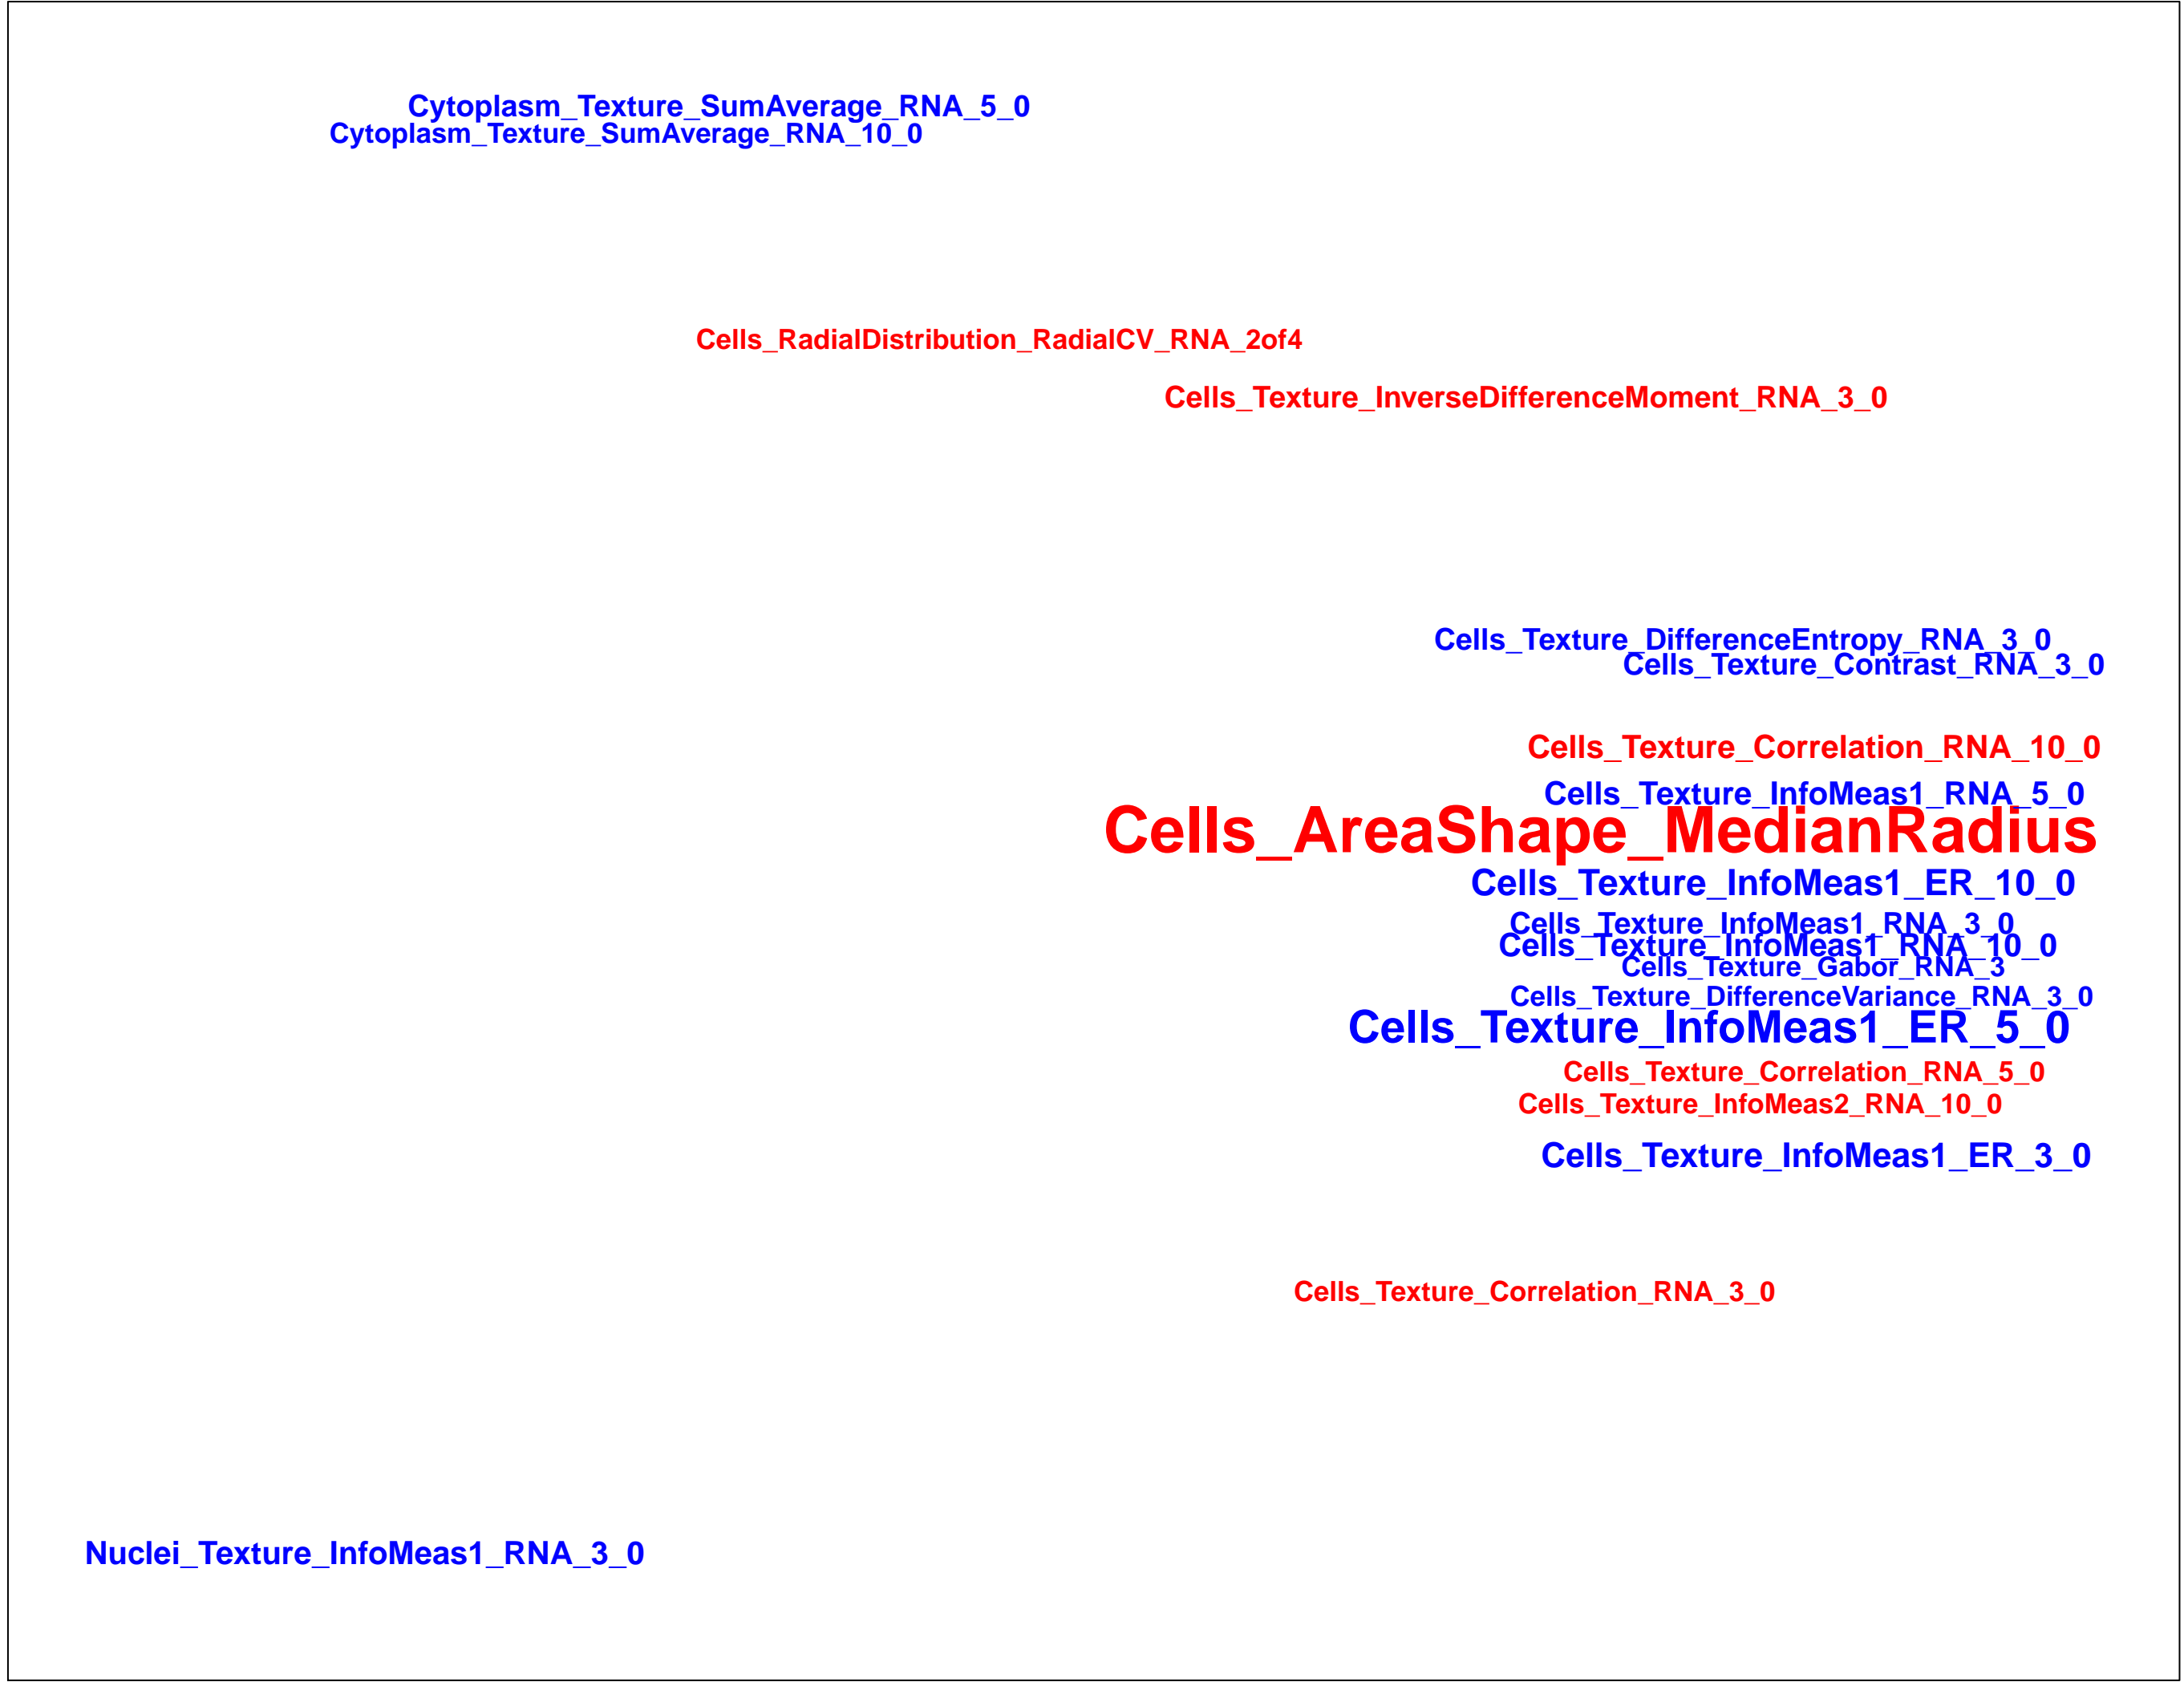 Cytoplasm_Texture_SumAverage_RNA_5_0
Cytoplasm_Texture_SumAverage_RNA_10_0
Cells_RadialDistribution_RadialCV_RNA_2of4
Cells_Texture_InverseDifferenceMoment_RNA_3_0
Cells_Texture_DifferenceEntropy_RNA_3_0
Cells_Texture_Contrast_RNA_3_0
Cells_Texture_Correlation_RNA_10_0
Cells_Texture_InfoMeas1_RNA_5_0
Cells_AreaShape_MedianRadius
Cells_Texture_InfoMeas1_ER_10_0
Cells_Texture_InfoMeas1_RNA_3_0
Cells_Texture_InfoMeas1_RNA_10_0
Cells_Texture_Gabor_RNA_3
Cells_Texture_DifferenceVariance_RNA_3_0
Cells_Texture_InfoMeas1_ER_5_0
Cells_Texture_Correlation_RNA_5_0
Cells_Texture_InfoMeas2_RNA_10_0
Cells_Texture_InfoMeas1_ER_3_0
Cells_Texture_Correlation_RNA_3_0
Nuclei_Texture_InfoMeas1_RNA_3_0